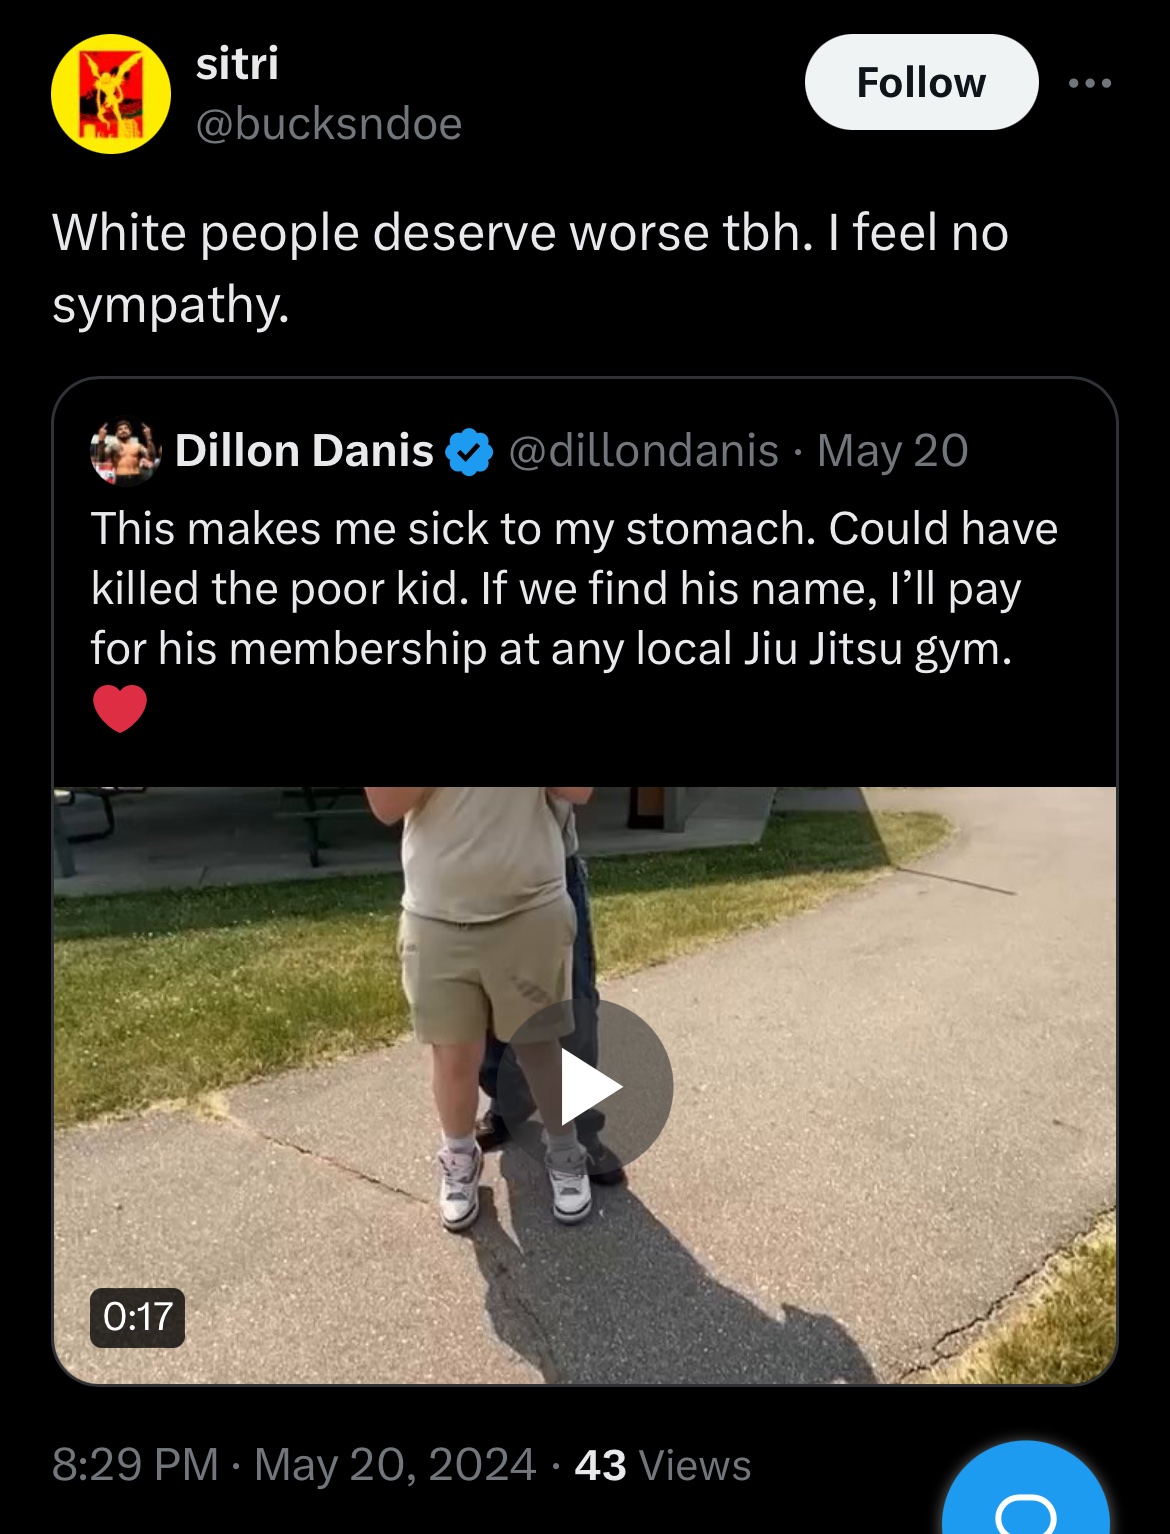 sitri
@bucksndoe
Follow
White people deserve worse tbh. I feel no
sympathy.
Dillon Danis @dillondanis · May 20
This makes me sick to my stomach. Could have
killed the poor kid. If we find his name, I’ll pay
for his membership at any local Jiu Jitsu gym.
❤️
0:17
8:29 PM · May 20, 2024 · 43 Views